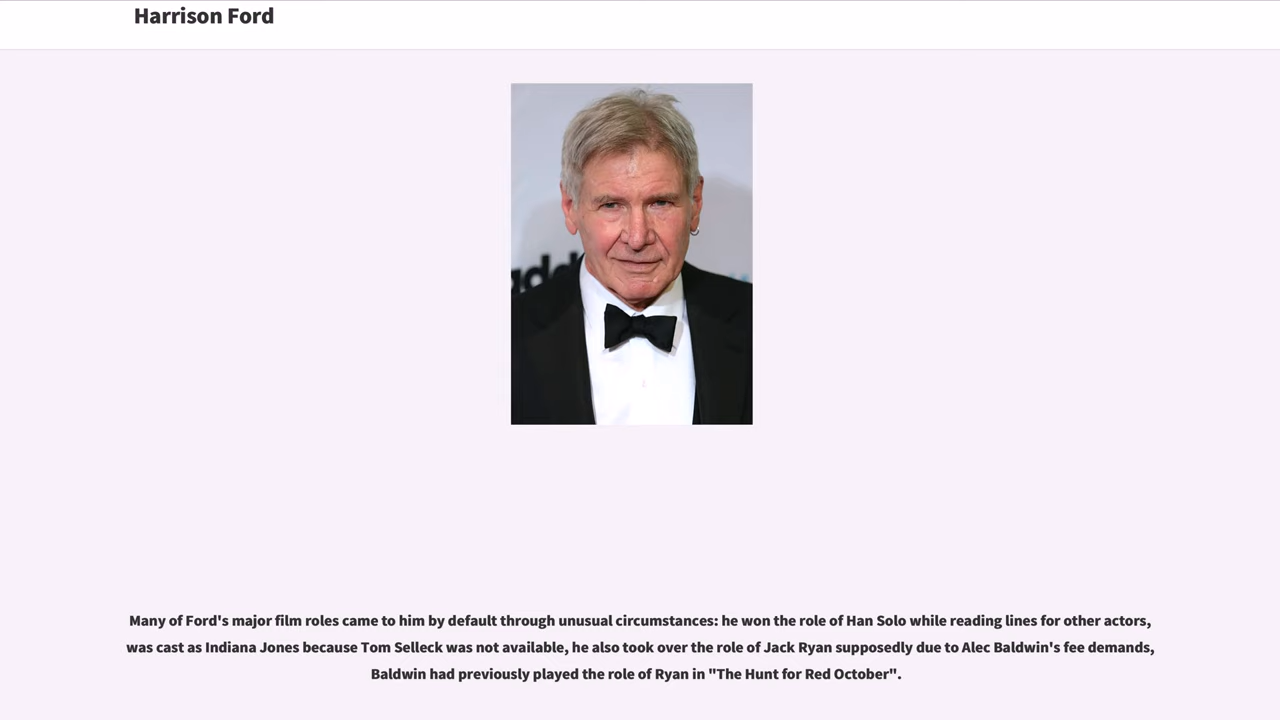 Harrison Ford
Many of Ford's major film roles came to him by default through unusual circumstances: he won the role of Han Solo while reading lines for other actors,
was cast as Indiana Jones because Tom Selleck was not available, he also took over the role of Jack Ryan supposedly due to Alec Baldwin's fee demands,
Baldwin had previously played the role of Ryan in "The Hunt for Red October".